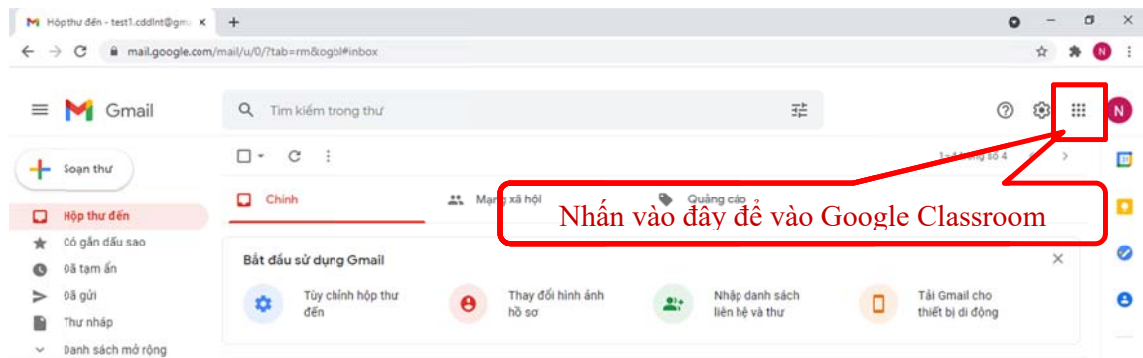 Hộp thư đến - test1.cddlnt@gm
mail.google.com/mail/u/0/?tab=rm&ogbl#inbox
N
Gmail
Tìm kiếm trong thư
N
Soạn thư
Chính
Mạng xã hội
Quảng cáo
Nhấn vào đây để vào Google Classroom
Hộp thư đến
Có gắn dấu sao
Đã tạm ẩn
Đã gửi
Thư nháp
Danh sách mở rộng
Bắt đầu sử dụng Gmail
Tùy chỉnh hộp thư
đến
Thay đổi hình ảnh
hồ sơ
Nhập danh sách
liên hệ và thư
Tải Gmail cho
thiết bị di động